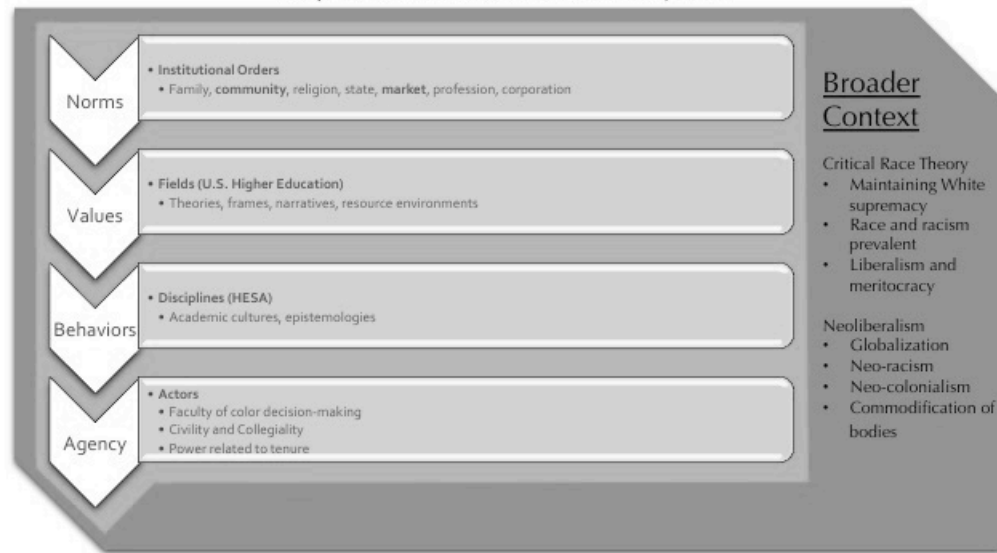 Norms
• Institutional Orders
• Family, community, religion, state, market, profession, corporation
Values
• Fields (U.S. Higher Education)
• Theories, frames, narratives, resource environments
Behaviors
• Disciplines (HESA)
• Academic cultures, epistemologies
Agency
• Actors
• Faculty of color decision-making
• Civility and Collegiality
• Power related to tenure
Broader
Context
Critical Race Theory
• Maintaining White
supremacy
• Race and racism
prevalent
• Liberalism and
meritocracy
Neoliberalism
• Globalization
• Neo-racism
• Neo-colonialism
• Commodification of
bodies